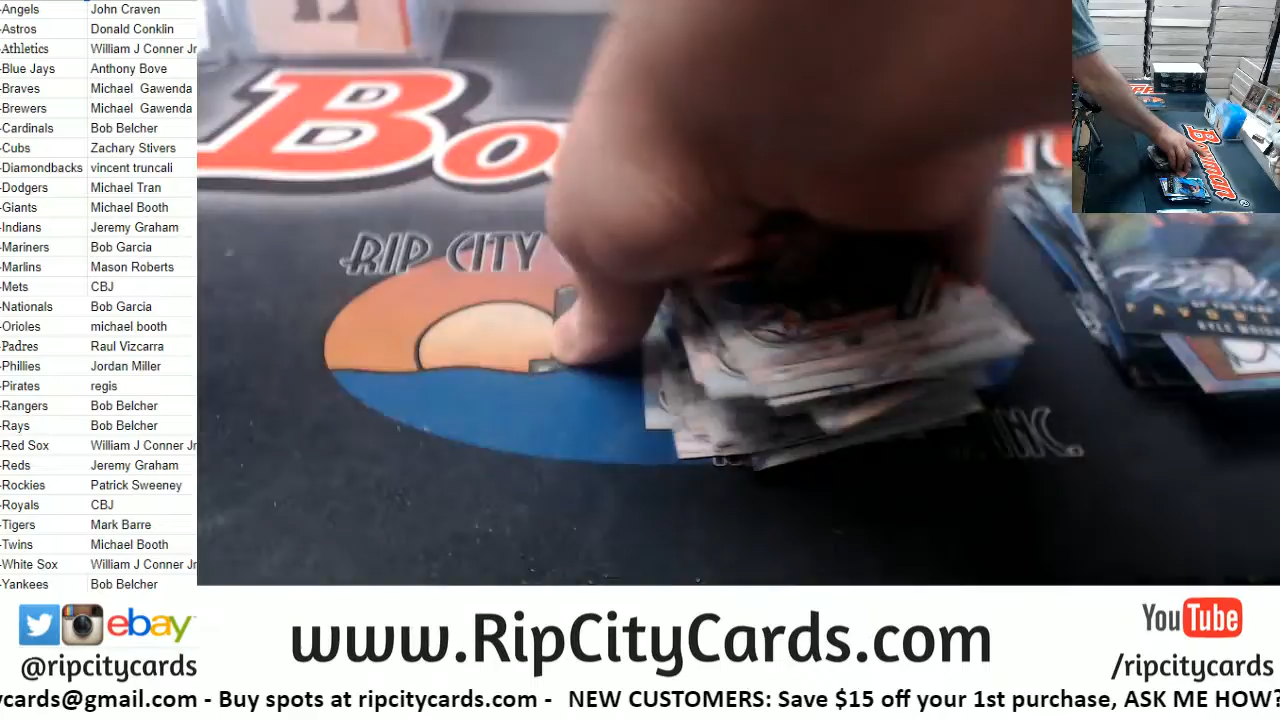 -Angels John Craven
-Astros Donald Conklin
-Athletics William J Conner Jr
-Blue Jays Anthony Bove
-Braves Michael Gawenda
-Brewers Michael Gawenda
-Cardinals Bob Belcher
-Cubs Zachary Stivers
-Diamondbacks vincent truncali
-Dodgers Michael Tran
-Giants Michael Booth
-Indians Jeremy Graham
-Mariners Bob Garcia
-Marlins Mason Roberts
-Mets CBJ
-Nationals Bob Garcia
-Orioles michael booth
-Padres Raul Vizcarra
-Phillies Jordan Miller
-Pirates regis
-Rangers Bob Belcher
-Rays Bob Belcher
-Red Sox William J Conner Jr
-Reds Jeremy Graham
-Rockies Patrick Sweeney
-Royals CBJ
-Tigers Mark Barre
-Twins Michael Booth
-White Sox William J Conner Jr
-Yankees Bob Belcher
Bo
RIP CITY
INC.
Bowman
ebay
@ripcitycards
www.RipCityCards.com
YouTube
/ripcitycards
ycards@gmail.com - Buy spots at ripcitycards.com - NEW CUSTOMERS: Save $15 off your 1st purchase, ASK ME HOW?